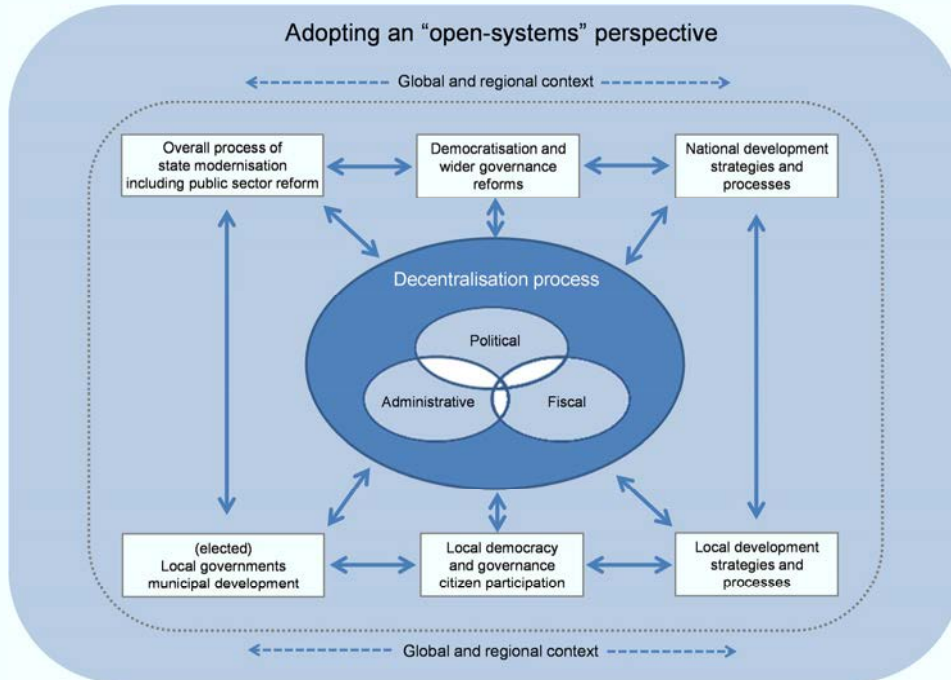 Adopting an “open-systems” perspective
Global and regional context
Overall process of
state modernisation
including public sector reform
Democratisation and
wider governance
reforms
National development
strategies and
processes
Decentralisation process
Political
Administrative
Fiscal
(elected)
Local governments
municipal development
Local democracy
and governance
citizen participation
Local development
strategies and
processes
Global and regional context